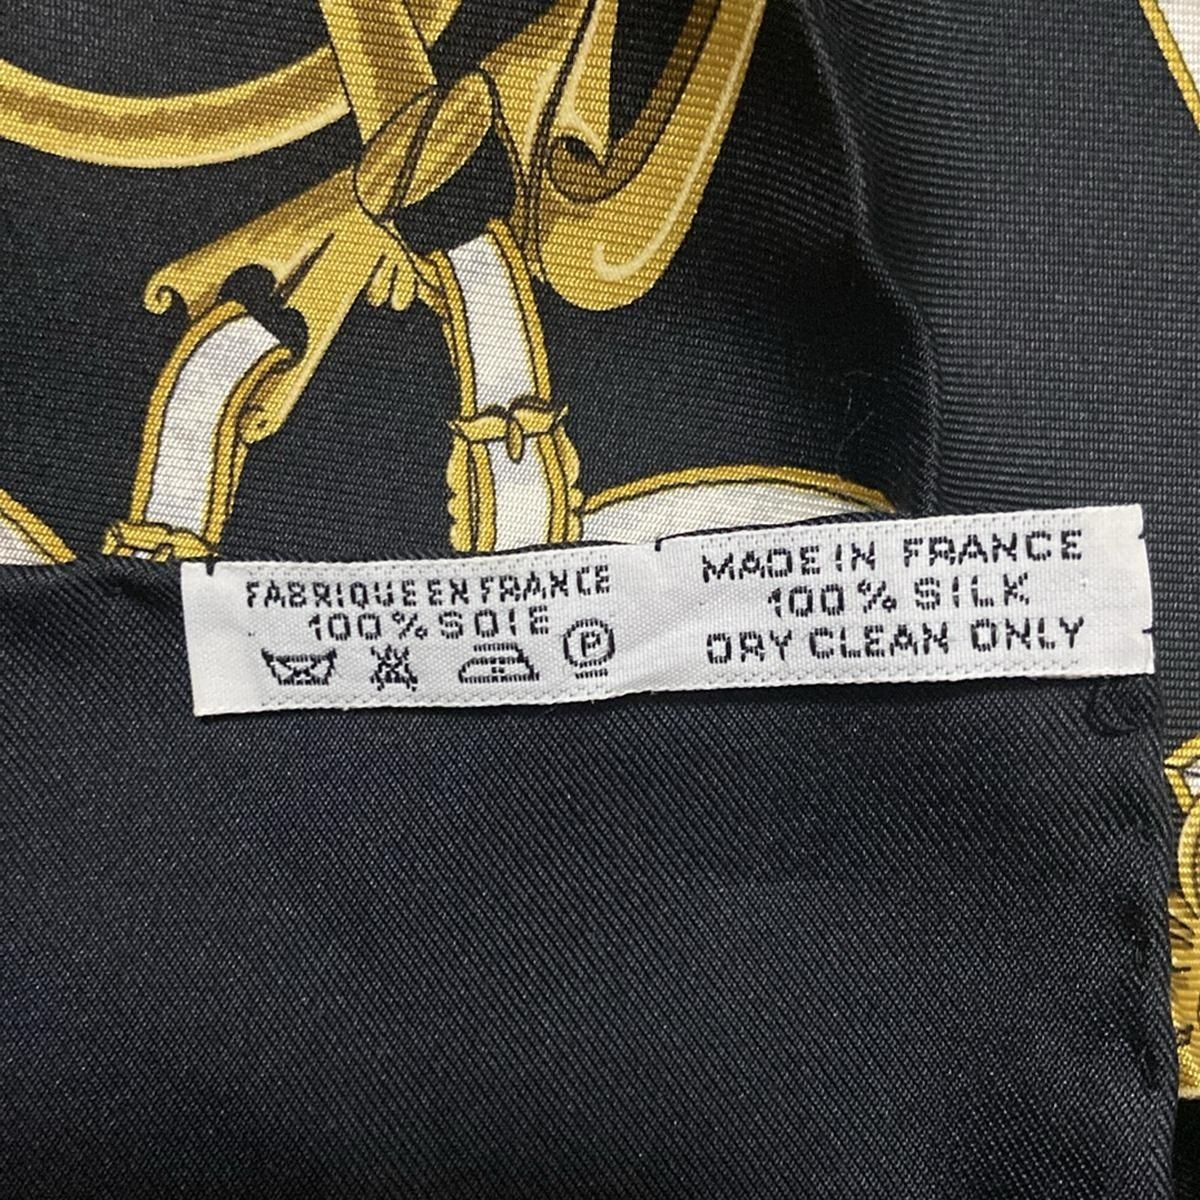 FABRIQUE EN FRANCE
100% SOIE
P
MADE IN FRANCE
100% SILK
DRY CLEAN ONLY